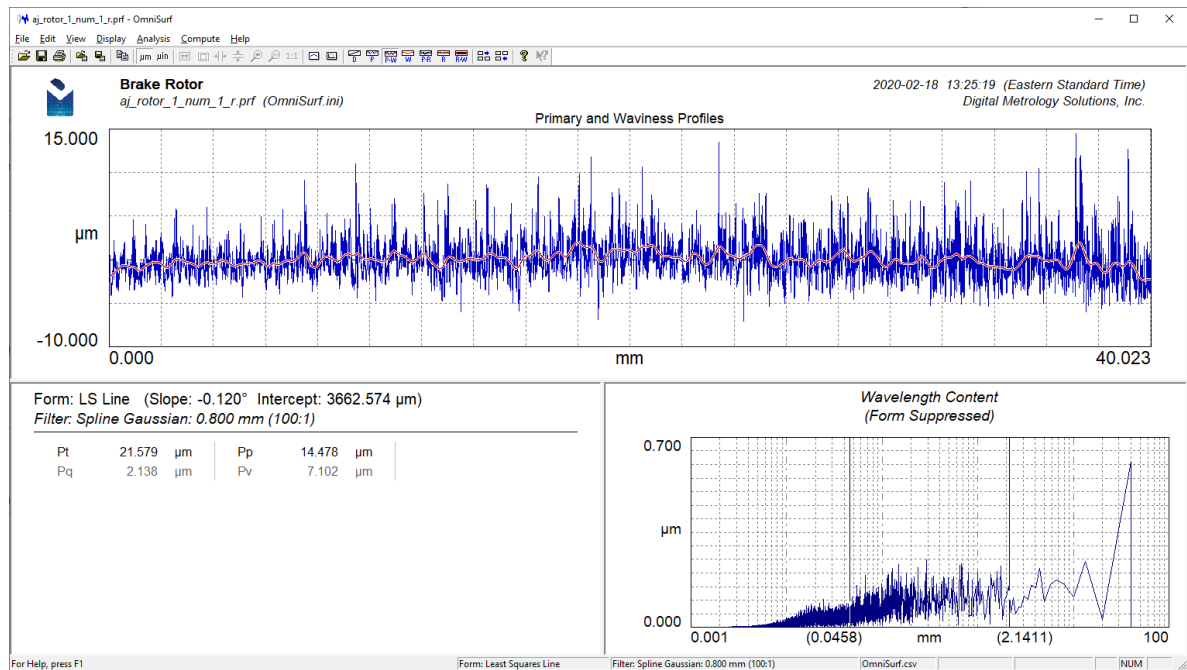 aj_rotor_1_num_1_r.prf - OmniSurf
File Edit View Display Analysis Compute Help
µm µin 1:1 D P P-W W P-R R R-W
Brake Rotor
aj_rotor_1_num_1_r.prf (OmniSurf.ini)
2020-02-18 13:25:19 (Eastern Standard Time)
Digital Metrology Solutions, Inc.
Primary and Waviness Profiles
15.000
µm
-10.000
0.000 mm 40.023
Form: LS Line (Slope: -0.120° Intercept: 3662.574 µm)
Filter: Spline Gaussian: 0.800 mm (100:1)
Pt 21.579 µm Pp 14.478 µm
Pq 2.138 µm Pv 7.102 µm
Wavelength Content
(Form Suppressed)
0.700
µm
0.000
0.001 (0.0458) mm (2.1411) 100
For Help, press F1 Form: Least Squares Line Filter: Spline Gaussian: 0.800 mm (100:1) OmniSurf.csv NUM